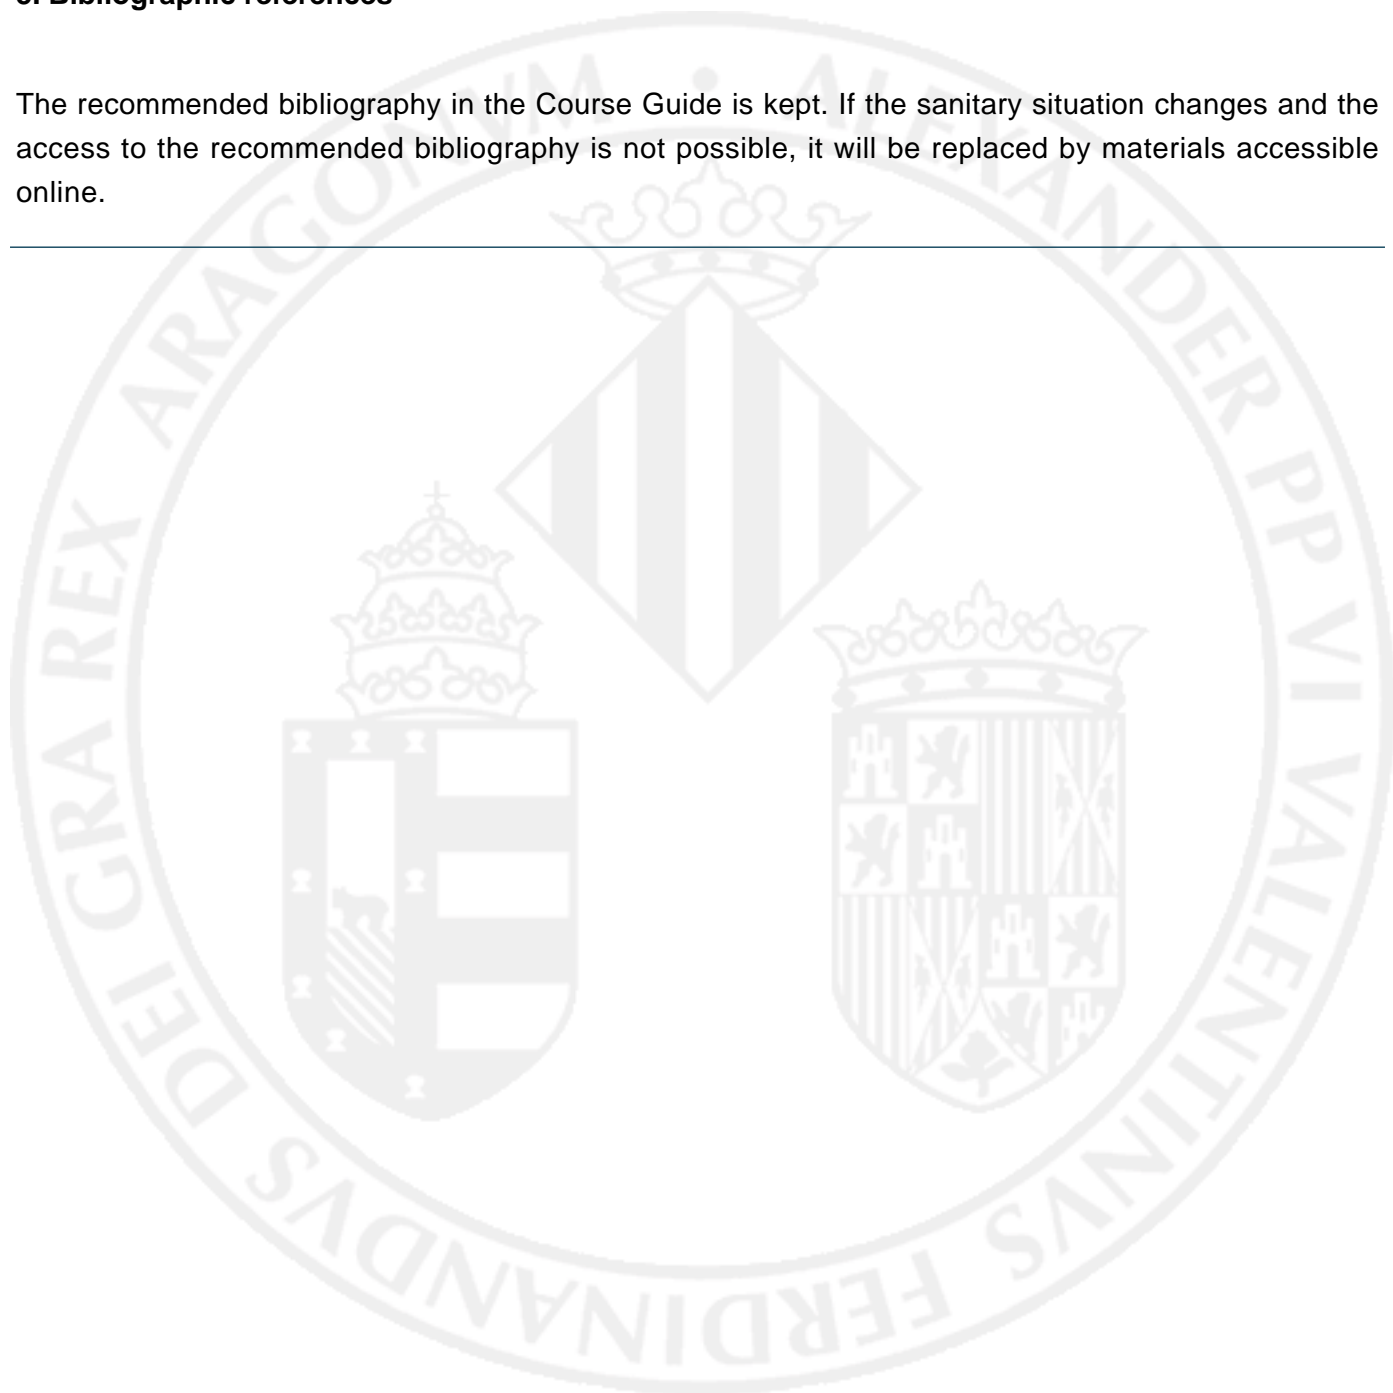 Bibliographic references
The recommended bibliography in the Course Guide is kept. If the sanitary situation changes and the
access to the recommended bibliography is not possible, it will be replaced by materials accessible
online.
ARAGONVM • ALEXANDER PP VI VALENTINVS FERDINANDVS DEI GRA REX